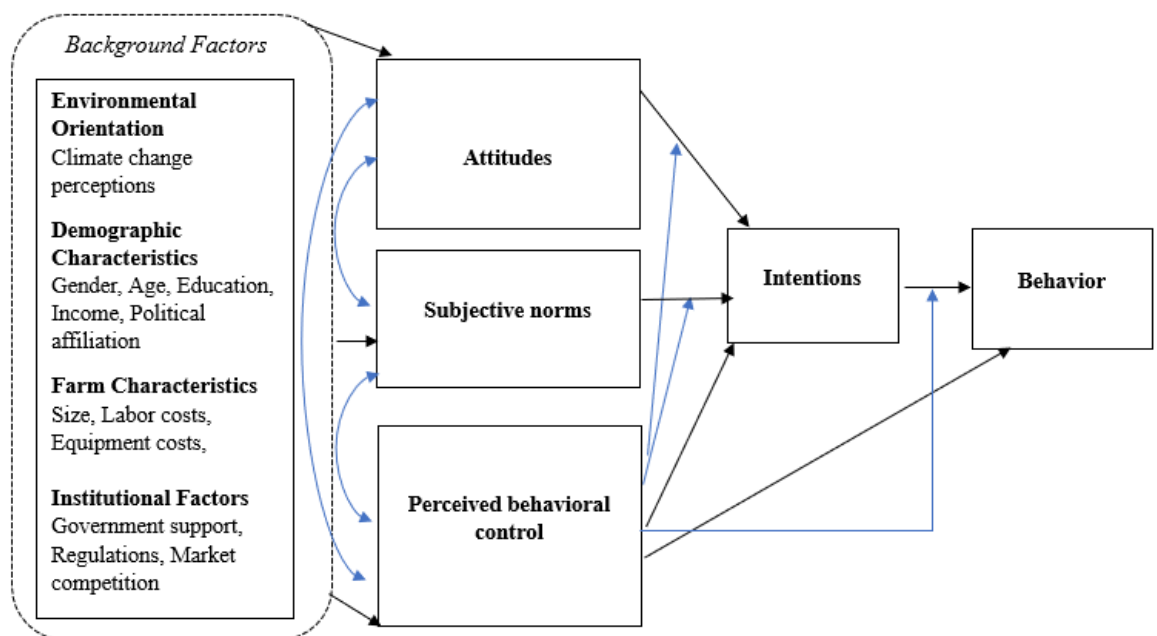 Background Factors
Environmental
Orientation
Climate change
perceptions
Demographic
Characteristics
Gender, Age, Education,
Income, Political
affiliation
Farm Characteristics
Size, Labor costs,
Equipment costs,
Institutional Factors
Government support,
Regulations, Market
competition
Attitudes
Subjective norms
Perceived behavioral
control
Intentions
Behavior